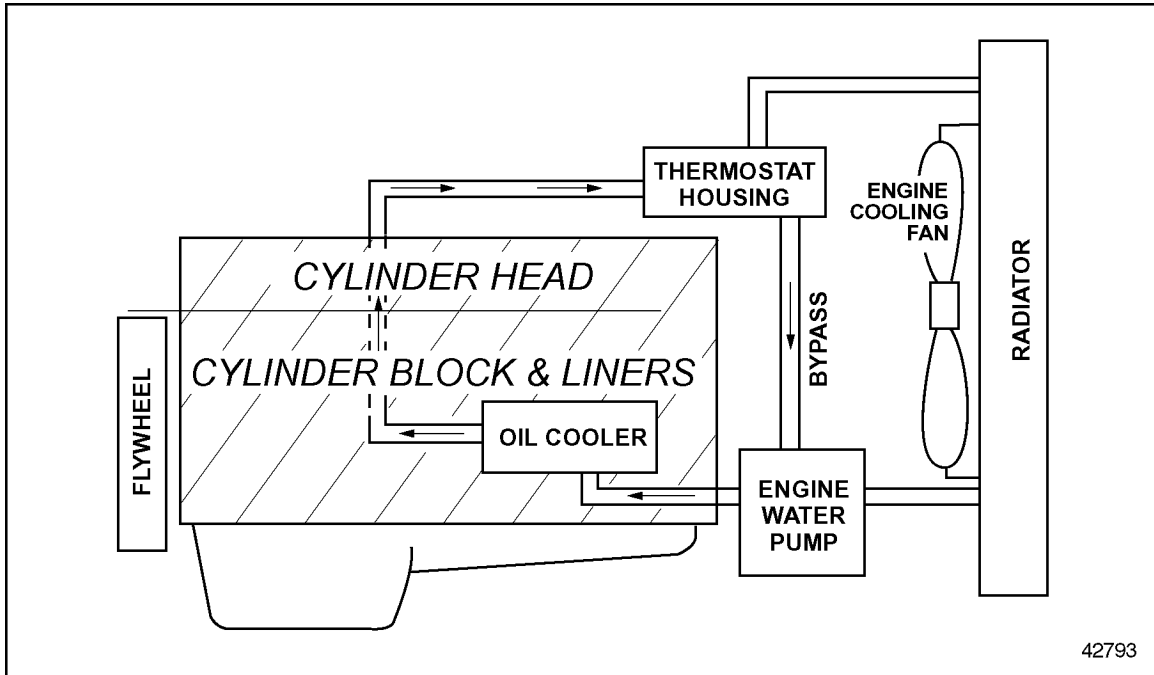 THERMOSTAT
HOUSING
ENGINE
COOLING
FAN
RADIATOR
CYLINDER HEAD
BYPASS
CYLINDER BLOCK & LINERS
FLYWHEEL
OIL COOLER
ENGINE
WATER
PUMP
42793